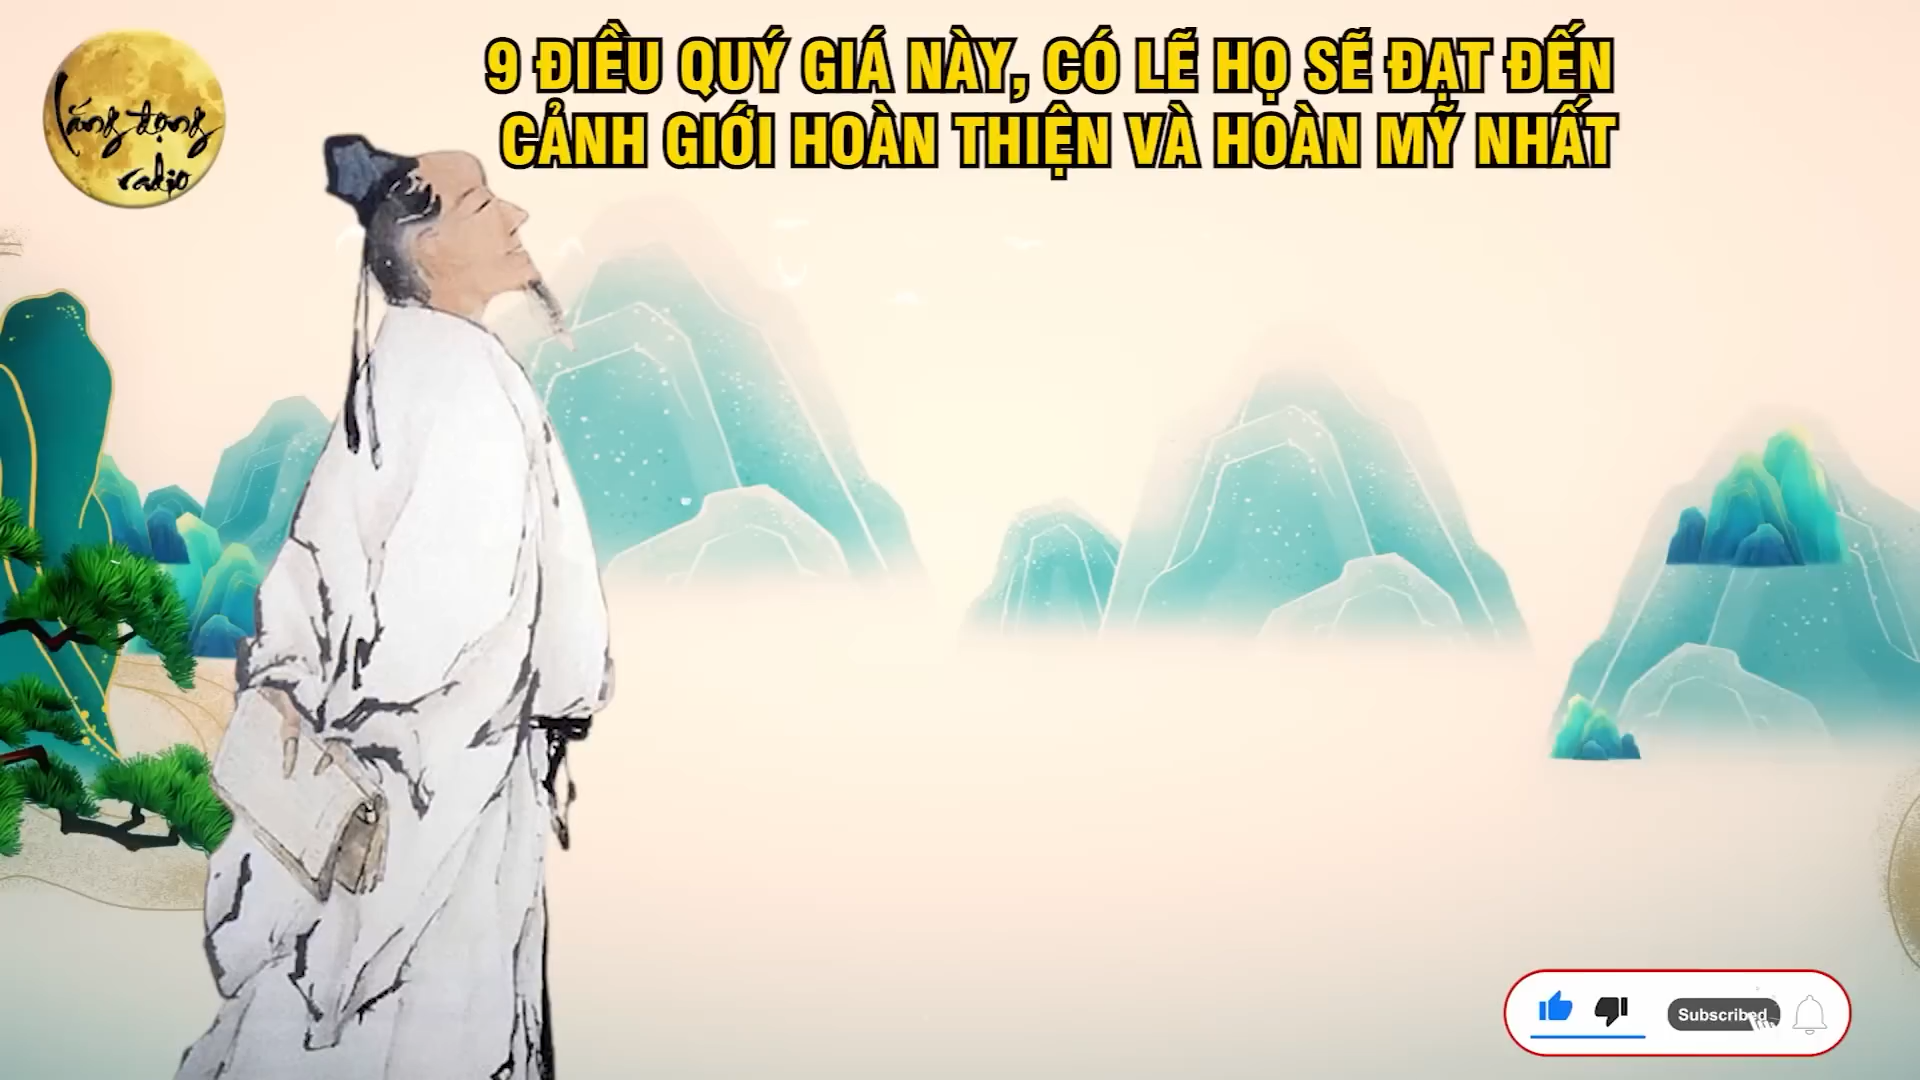 lắng đọng
radio
9 ĐIỀU QUÝ GIÁ NÀY, CÓ LẼ HỌ SẼ ĐẠT ĐẾN
CẢNH GIỚI HOÀN THIỆN VÀ HOÀN MỸ NHẤT
Subscribed